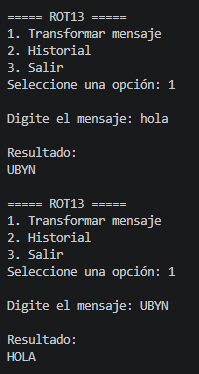 ===== ROT13 =====
1. Transformar mensaje
2. Historial
3. Salir
Seleccione una opción: 1
Digite el mensaje: hola
Resultado:
UBYN
===== ROT13 =====
1. Transformar mensaje
2. Historial
3. Salir
Seleccione una opción: 1
Digite el mensaje: UBYN
Resultado:
HOLA